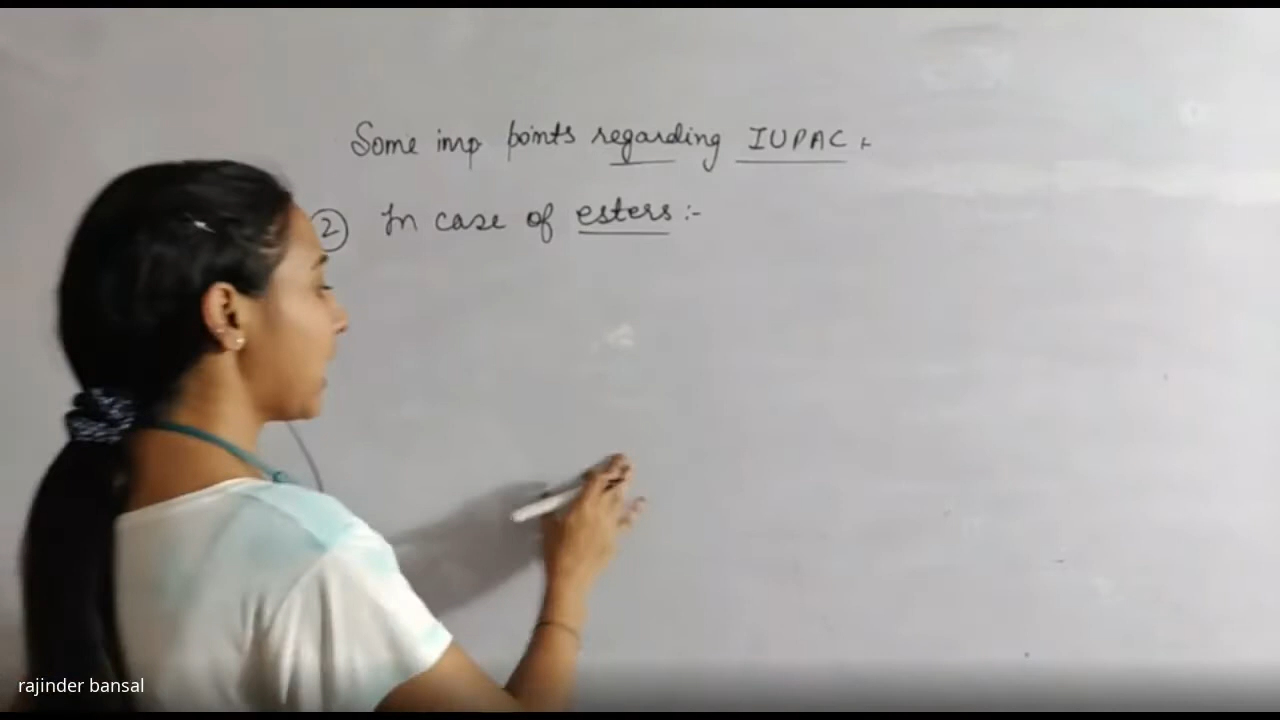 Some imp points regarding IUPAC :-
② In case of esters :-
rajinder bansal